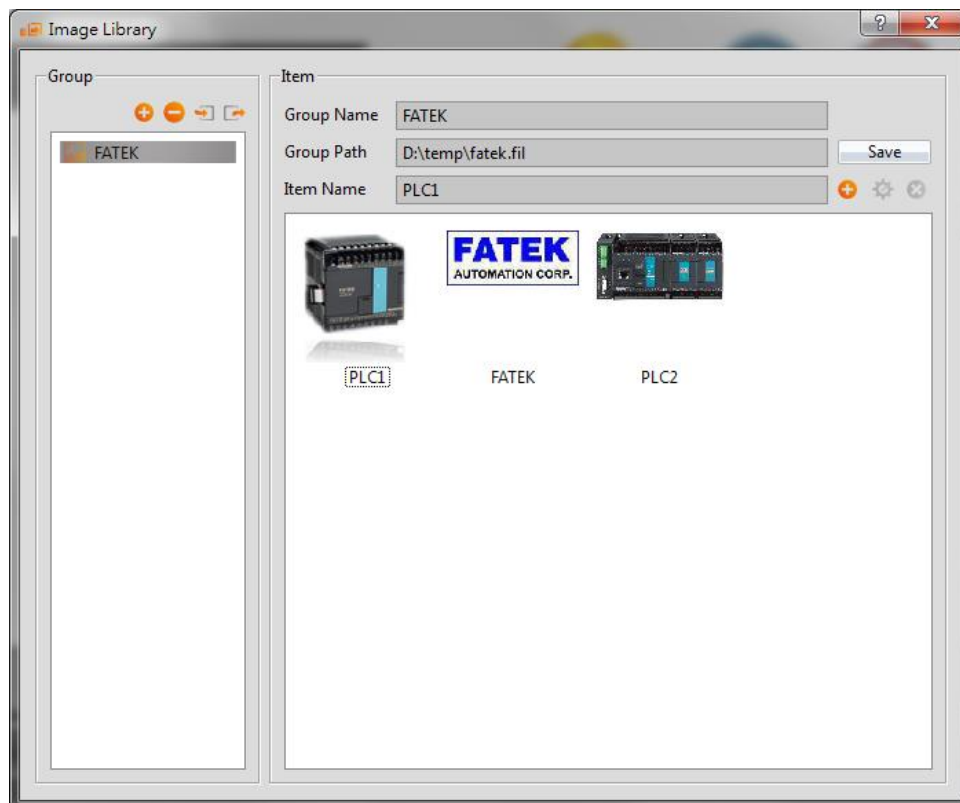 Image Library
Group
Item
Group Name FATEK
FATEK
Group Path D:\temp\fatek.fil Save
Item Name PLC1
FATEK
AUTOMATION CORP.
PLC1 FATEK PLC2